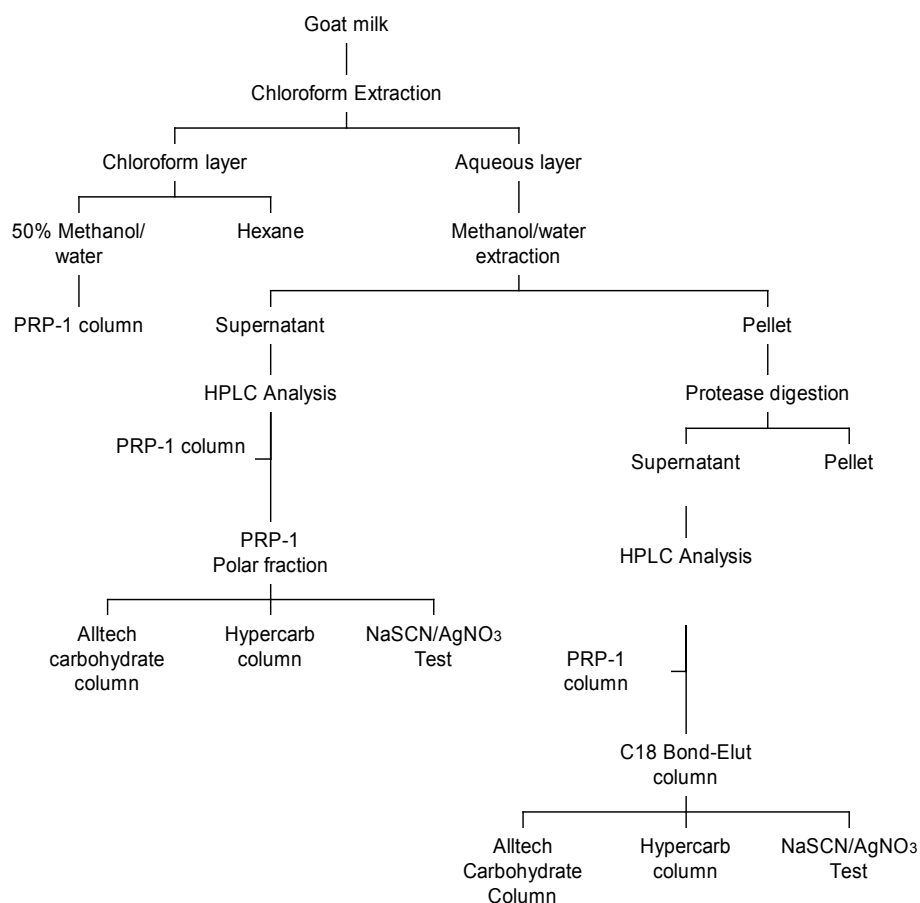 Goat milk
Chloroform Extraction
Chloroform layer
Aqueous layer
50% Methanol/
water
Hexane
Methanol/water
extraction
PRP-1 column
Supernatant
Pellet
HPLC Analysis
Protease digestion
PRP-1 column
Supernatant
Pellet
PRP-1
Polar fraction
HPLC Analysis
Alltech
carbohydrate
column
Hypercarb
column
NaSCN/AgNO3
Test
PRP-1
column
C18 Bond-Elut
column
Alltech
Carbohydrate
Column
Hypercarb
column
NaSCN/AgNO3
Test